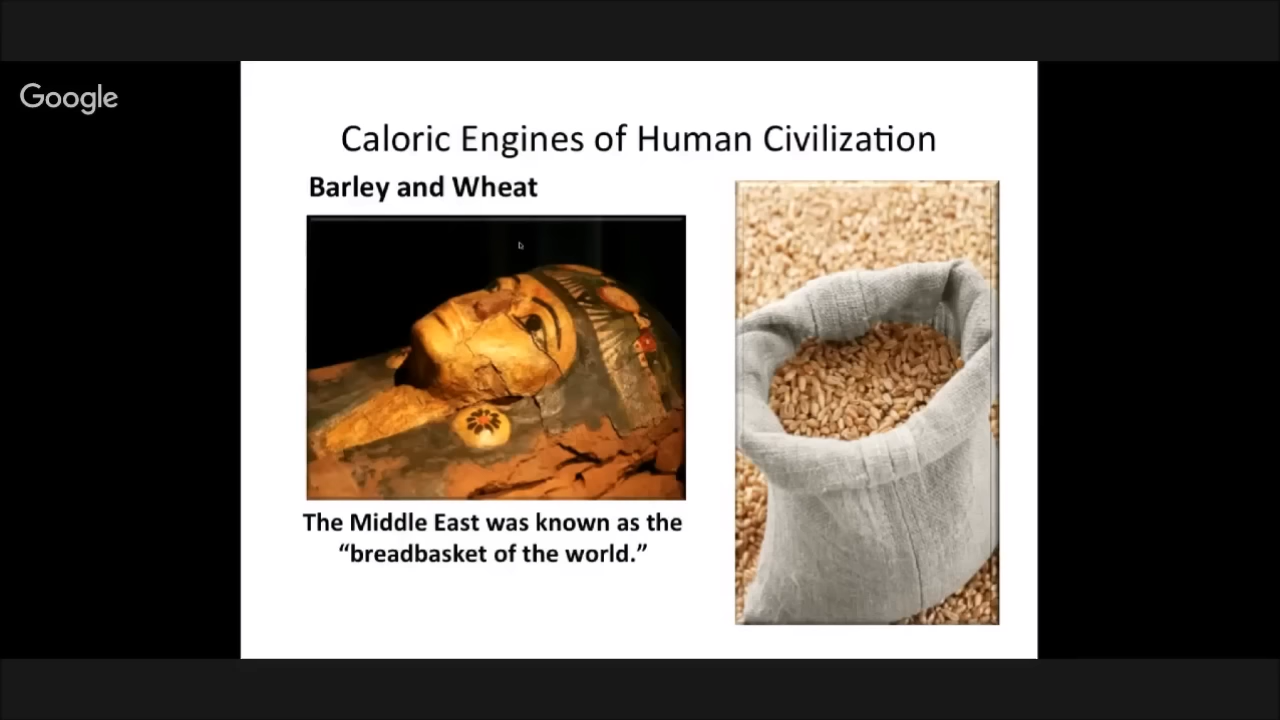 Google
Caloric Engines of Human Civilization
Barley and Wheat
The Middle East was known as the
“breadbasket of the world.”